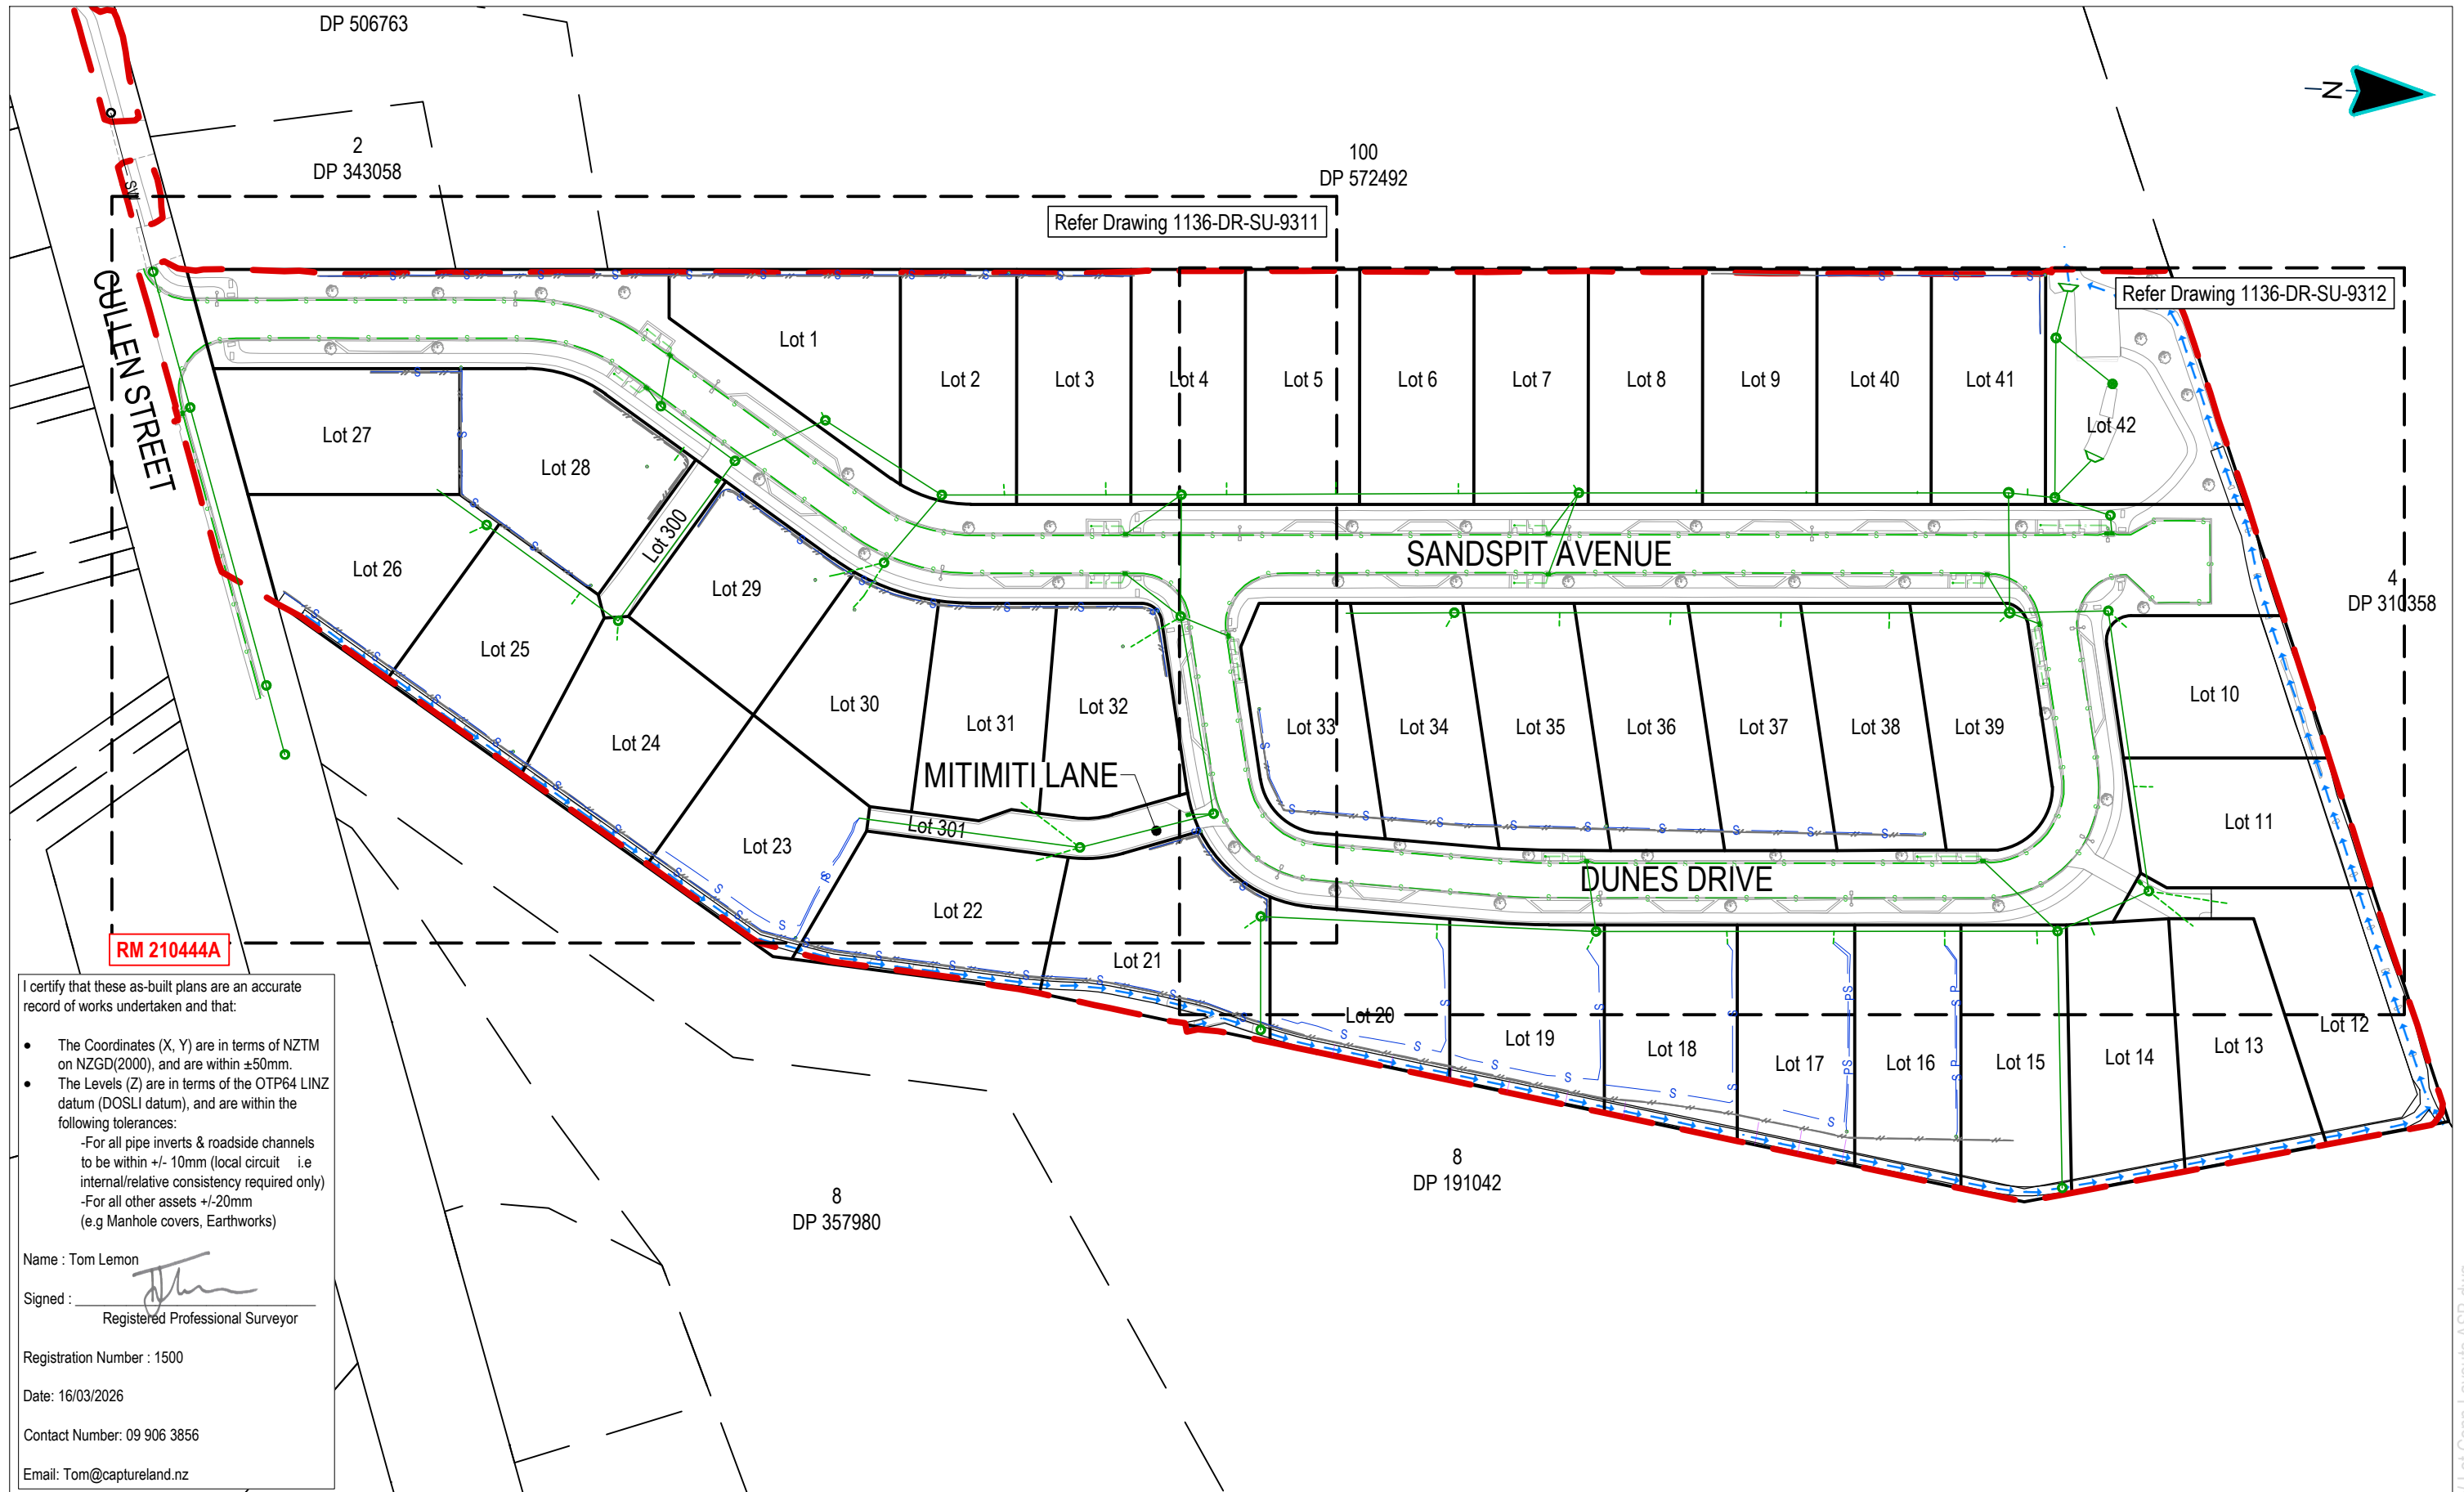 DP 506763
2
DP 343058
100
DP 572492
N
Refer Drawing 1136-DR-SU-9311
Refer Drawing 1136-DR-SU-9312
CULLEN STREET
SW
Lot 1
Lot 2
Lot 3
Lot 4
Lot 5
Lot 6
Lot 7
Lot 8
Lot 9
Lot 40
Lot 41
Lot 42
Lot 27
Lot 28
Lot 300
SANDSPIT AVENUE
Lot 26
Lot 25
Lot 29
4
DP 310358
Lot 24
Lot 30
Lot 31
Lot 32
Lot 33
Lot 34
Lot 35
Lot 36
Lot 37
Lot 38
Lot 39
Lot 10
MITIMITI LANE
Lot 301
Lot 11
Lot 23
DUNES DRIVE
Lot 22
Lot 21
Lot 20
Lot 19
Lot 18
Lot 17
Lot 16
Lot 15
Lot 14
Lot 13
Lot 12
8
DP 191042
8
DP 357980
RM 210444A
I certify that these as-built plans are an accurate
record of works undertaken and that:
• The Coordinates (X, Y) are in terms of NZTM
on NZGD(2000), and are within ±50mm.
• The Levels (Z) are in terms of the OTP64 LINZ
datum (DOSLI datum), and are within the
following tolerances:
-For all pipe inverts & roadside channels
to be within +/- 10mm (local circuit i.e
internal/relative consistency required only)
-For all other assets +/-20mm
(e.g Manhole covers, Earthworks)
Name : Tom Lemon
Signed :
Registered Professional Surveyor
Registration Number : 1500
Date: 16/03/2026
Contact Number: 09 906 3856
Email: Tom@captureland.nz